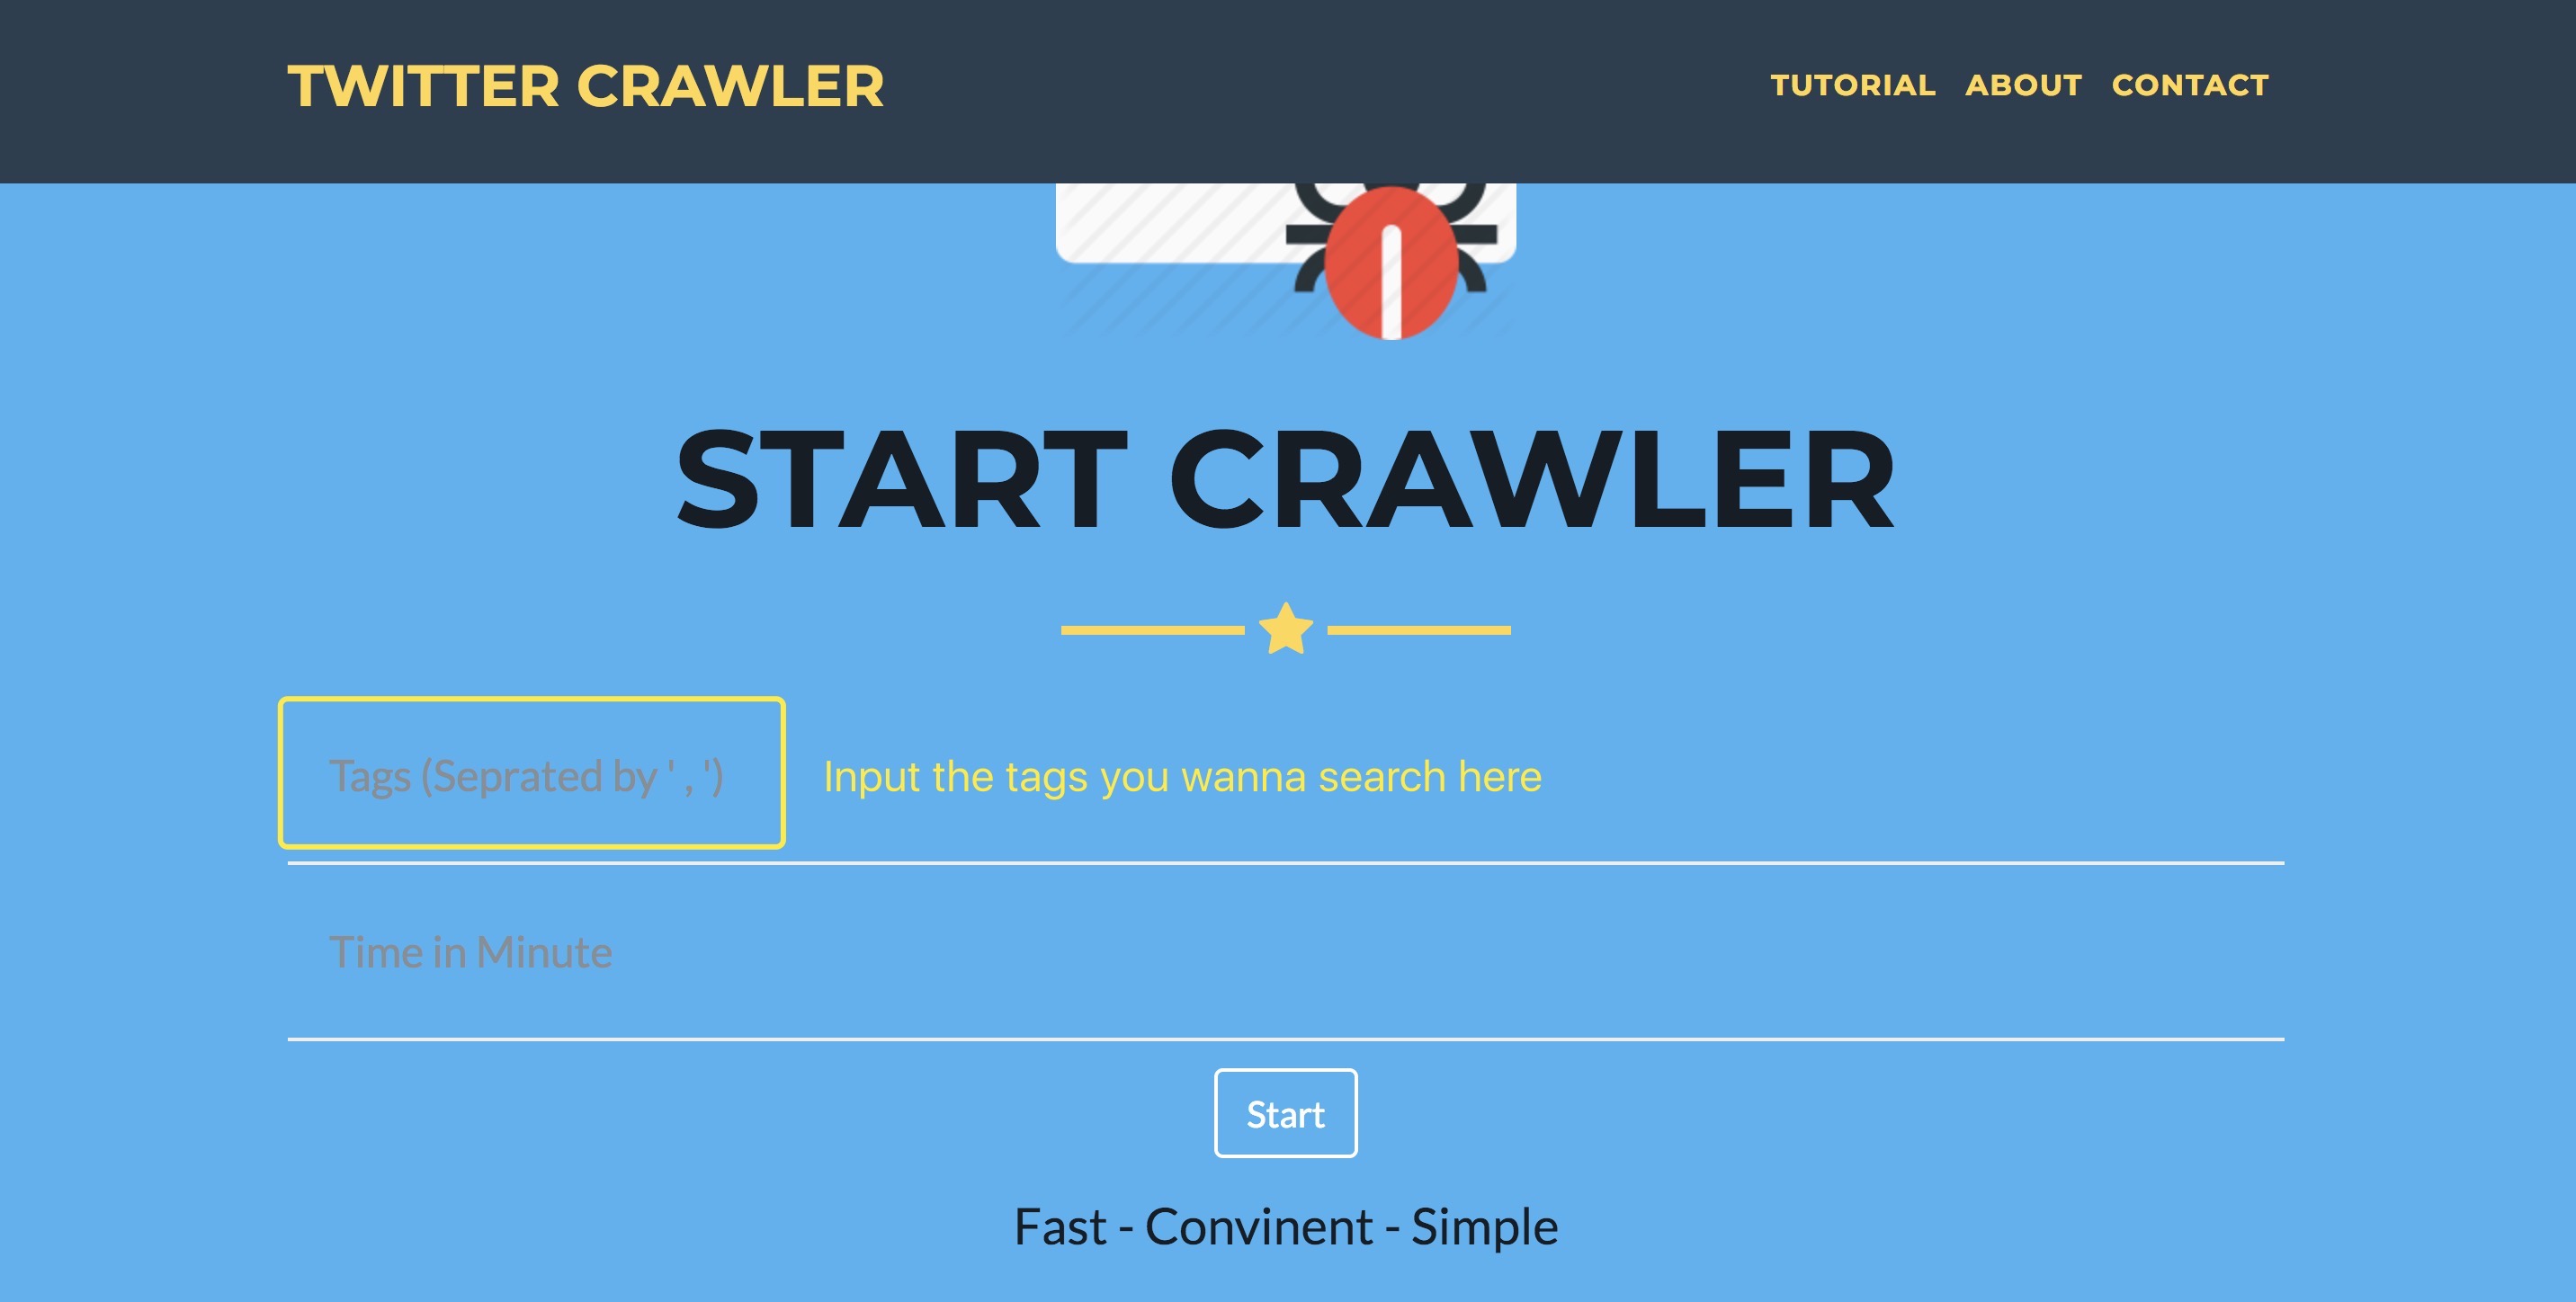 TWITTER CRAWLER
TUTORIAL ABOUT CONTACT
START CRAWLER
Tags (Seprated by ' , ') Input the tags you wanna search here
Time in Minute
Start
Fast - Convinent - Simple